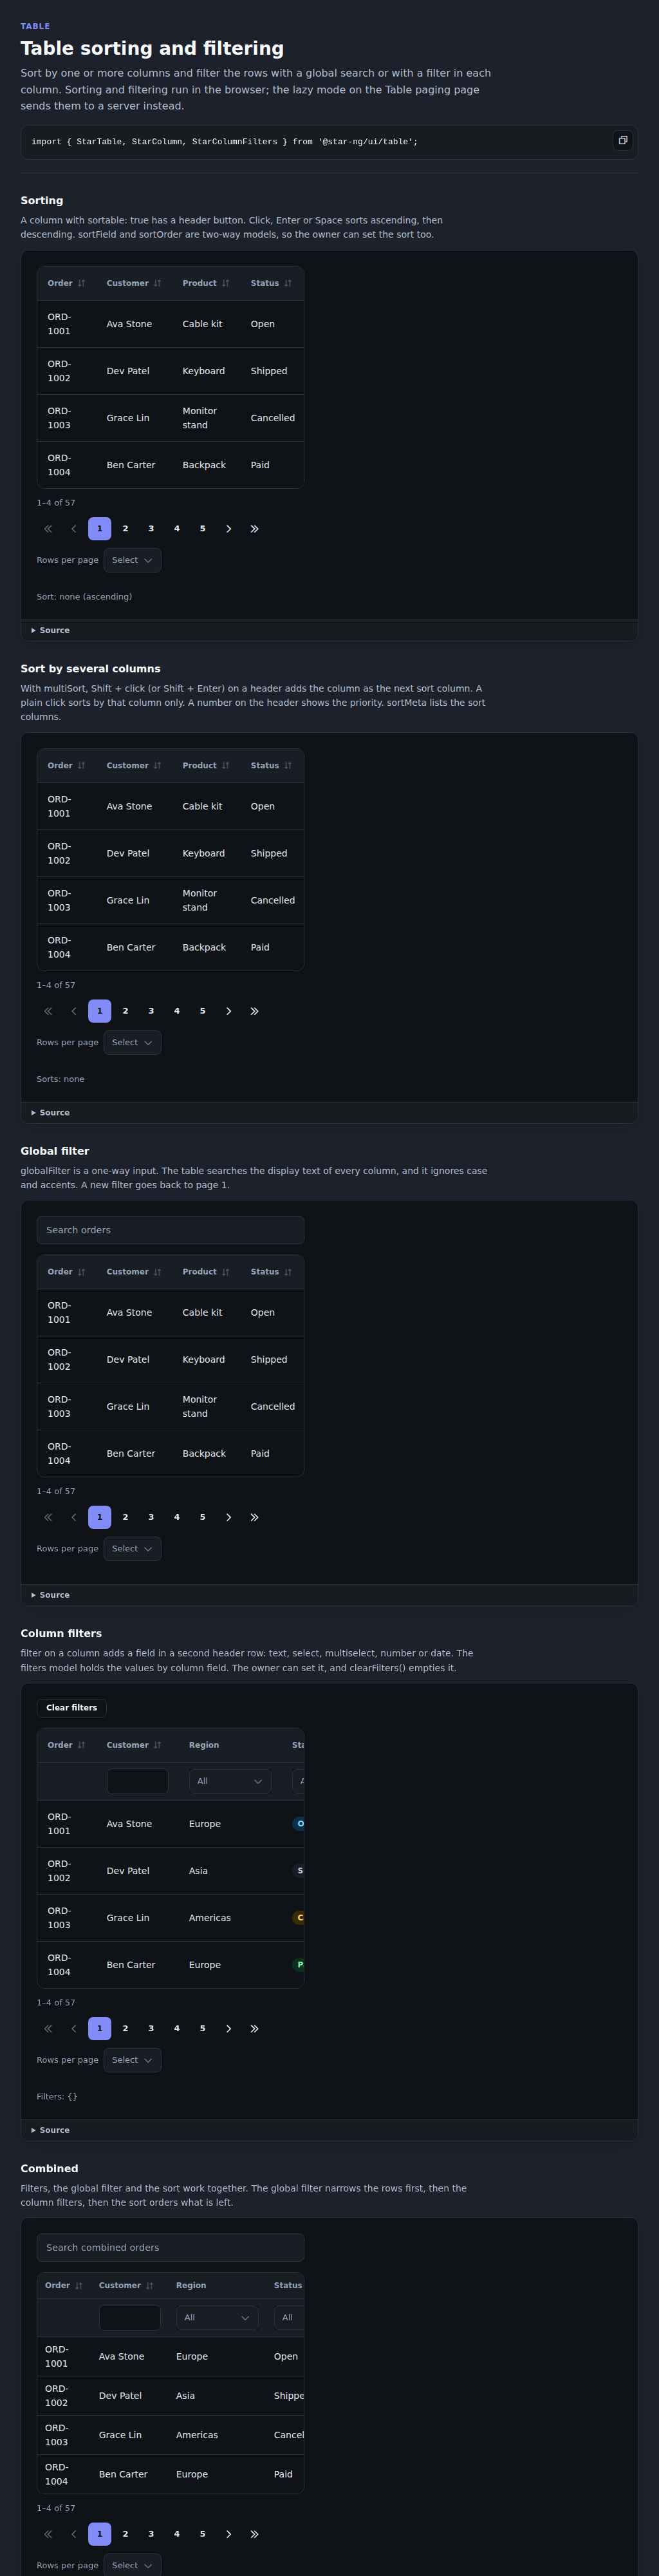 TABLE
Table sorting and filtering
Sort by one or more columns and filter the rows with a global search or with a filter in each
column. Sorting and filtering run in the browser; the lazy mode on the Table paging page
sends them to a server instead.
import { StarTable, StarColumn, StarColumnFilters } from '@star-ng/ui/table';
Sorting
A column with sortable: true has a header button. Click, Enter or Space sorts ascending, then
descending. sortField and sortOrder are two-way models, so the owner can set the sort too.
Order Customer Product Status
ORD-
1001 Ava Stone Cable kit Open
ORD-
1002 Dev Patel Keyboard Shipped
ORD-
1003 Grace Lin Monitor
stand Cancelled
ORD-
1004 Ben Carter Backpack Paid
1–4 of 57
1 2 3 4 5
Rows per page Select
Sort: none (ascending)
Source
Sort by several columns
With multiSort, Shift + click (or Shift + Enter) on a header adds the column as the next sort column. A
plain click sorts by that column only. A number on the header shows the priority. sortMeta lists the sort
columns.
Order Customer Product Status
ORD-
1001 Ava Stone Cable kit Open
ORD-
1002 Dev Patel Keyboard Shipped
ORD-
1003 Grace Lin Monitor
stand Cancelled
ORD-
1004 Ben Carter Backpack Paid
1–4 of 57
1 2 3 4 5
Rows per page Select
Sorts: none
Source
Global filter
globalFilter is a one-way input. The table searches the display text of every column, and it ignores case
and accents. A new filter goes back to page 1.
Search orders
Order Customer Product Status
ORD-
1001 Ava Stone Cable kit Open
ORD-
1002 Dev Patel Keyboard Shipped
ORD-
1003 Grace Lin Monitor
stand Cancelled
ORD-
1004 Ben Carter Backpack Paid
1–4 of 57
1 2 3 4 5
Rows per page Select
Source
Column filters
filter on a column adds a field in a second header row: text, select, multiselect, number or date. The
filters model holds the values by column field. The owner can set it, and clearFilters() empties it.
Clear filters
Order Customer Region Sta
All A
ORD-
1001 Ava Stone Europe O
ORD-
1002 Dev Patel Asia S
ORD-
1003 Grace Lin Americas C
ORD-
1004 Ben Carter Europe P
1–4 of 57
1 2 3 4 5
Rows per page Select
Filters: {}
Source
Combined
Filters, the global filter and the sort work together. The global filter narrows the rows first, then the
column filters, then the sort orders what is left.
Search combined orders
Order Customer Region Status
All All
ORD-
1001 Ava Stone Europe Open
ORD-
1002 Dev Patel Asia Shippe
ORD-
1003 Grace Lin Americas Cancel
ORD-
1004 Ben Carter Europe Paid
1–4 of 57
1 2 3 4 5
Rows per page Select